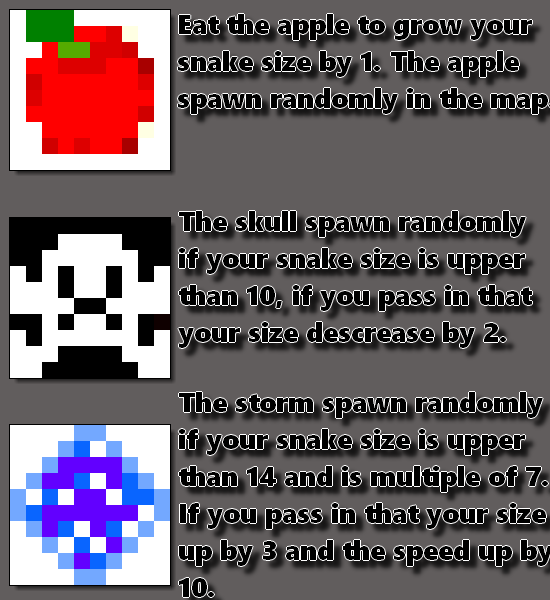 Eat the apple to grow your
snake size by 1. The apple
spawn randomly in the map.
The skull spawn randomly
if your snake size is upper
than 10, if you pass in that
your size descrease by 2.
The storm spawn randomly
if your snake size is upper
than 14 and is multiple of 7.
If you pass in that your size
up by 3 and the speed up by
10.